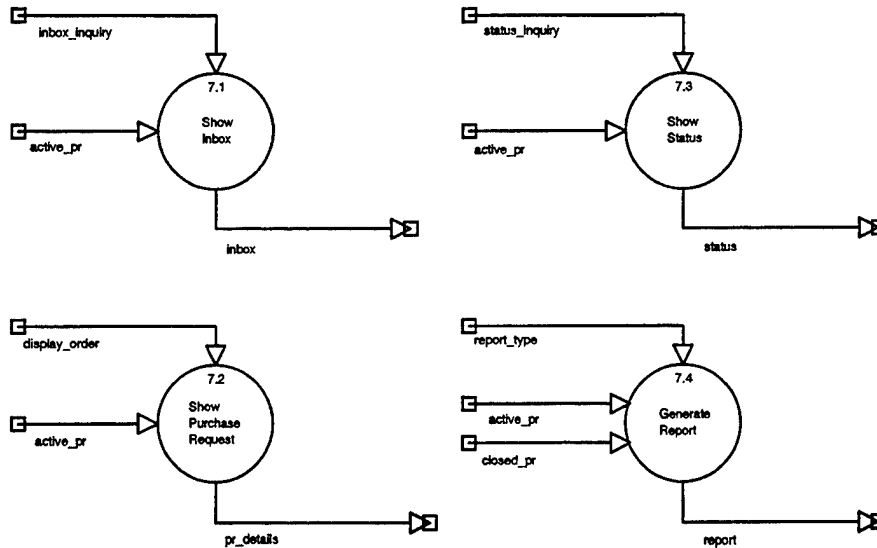 inbox_inquiry
7.1
Show
Inbox
active_pr
inbox
status_inquiry
7.3
Show
Status
active_pr
status
display_order
7.2
Show
Purchase
Request
active_pr
pr_details
report_type
7.4
Generate
Report
active_pr
closed_pr
report